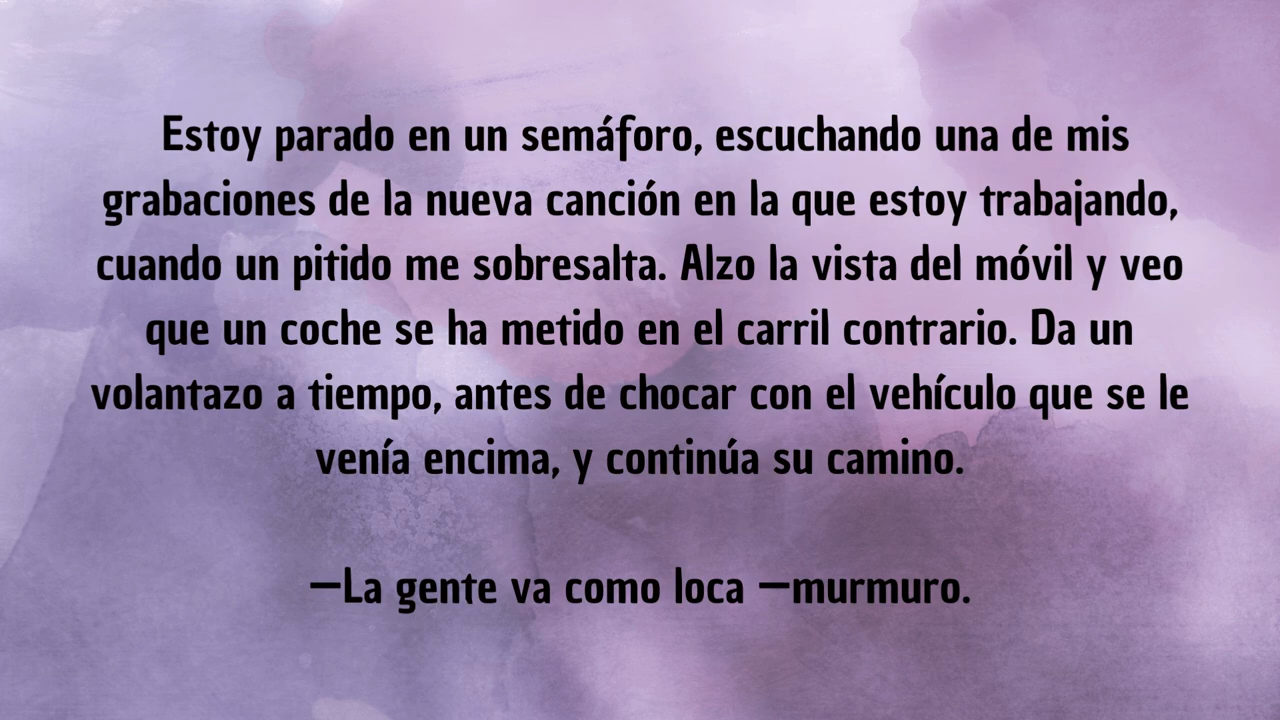 Estoy parado en un semáforo, escuchando una de mis
grabaciones de la nueva canción en la que estoy trabajando,
cuando un pitido me sobresalta. Alzo la vista del móvil y veo
que un coche se ha metido en el carril contrario. Da un
volantazo a tiempo, antes de chocar con el vehículo que se le
venía encima, y continúa su camino.
—La gente va como loca —murmuro.